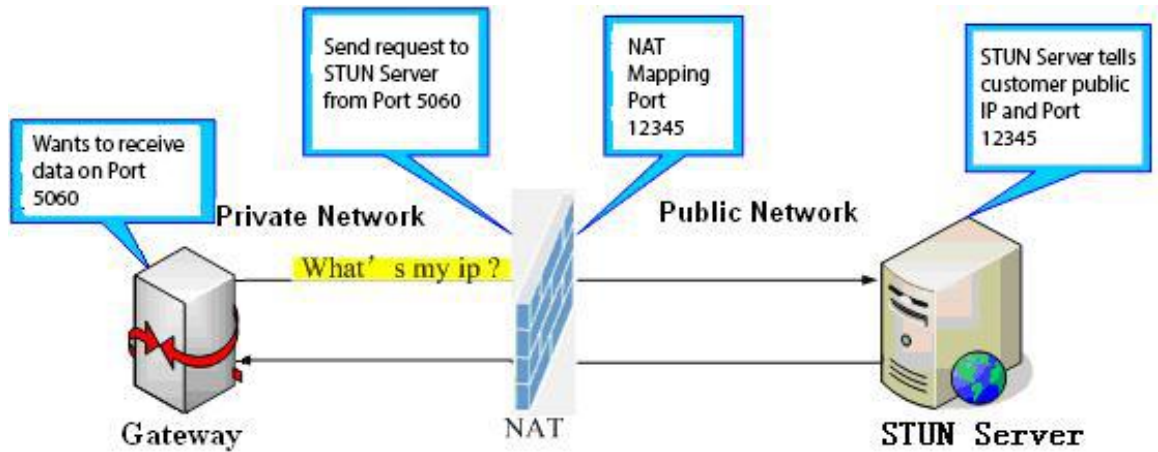 Send request to
STUN Server
from Port 5060
NAT
Mapping
Port
12345
STUN Server tells
customer public
IP and Port
12345
Wants to receive
data on Port
5060
Private Network
Public Network
What’ s my ip ?
Gateway
NAT
STUN Server